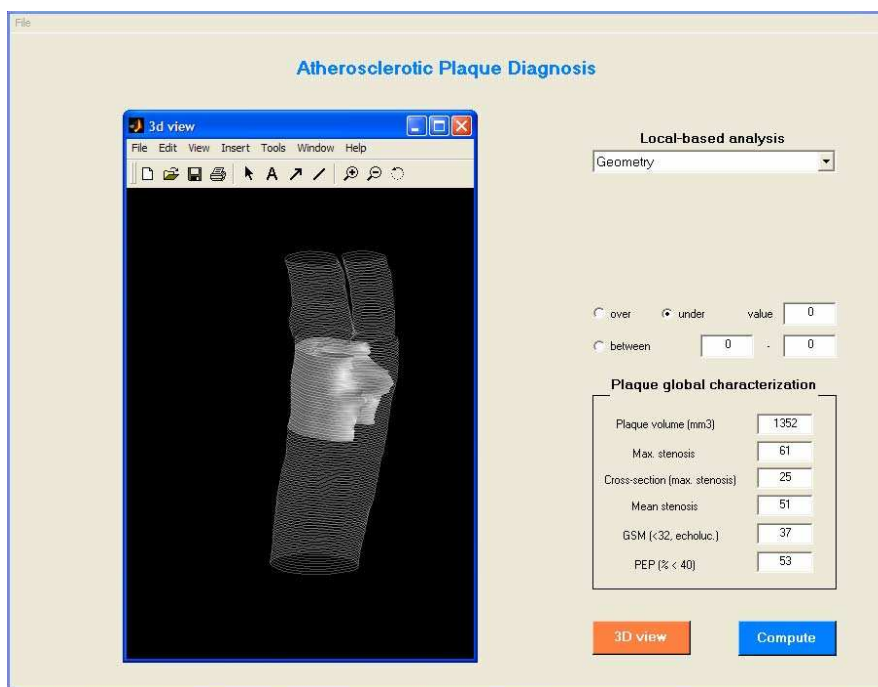 File
Atherosclerotic Plaque Diagnosis
3d view
File Edit View Insert Tools Window Help
A
Local-based analysis
Geometry
over under value 0
between 0 - 0
Plaque global characterization
Plaque volume (mm3) 1352
Max. stenosis 61
Cross-section (max. stenosis) 25
Mean stenosis 51
GSM (<32, echoluc.) 37
PEP (% < 40) 53
3D view Compute